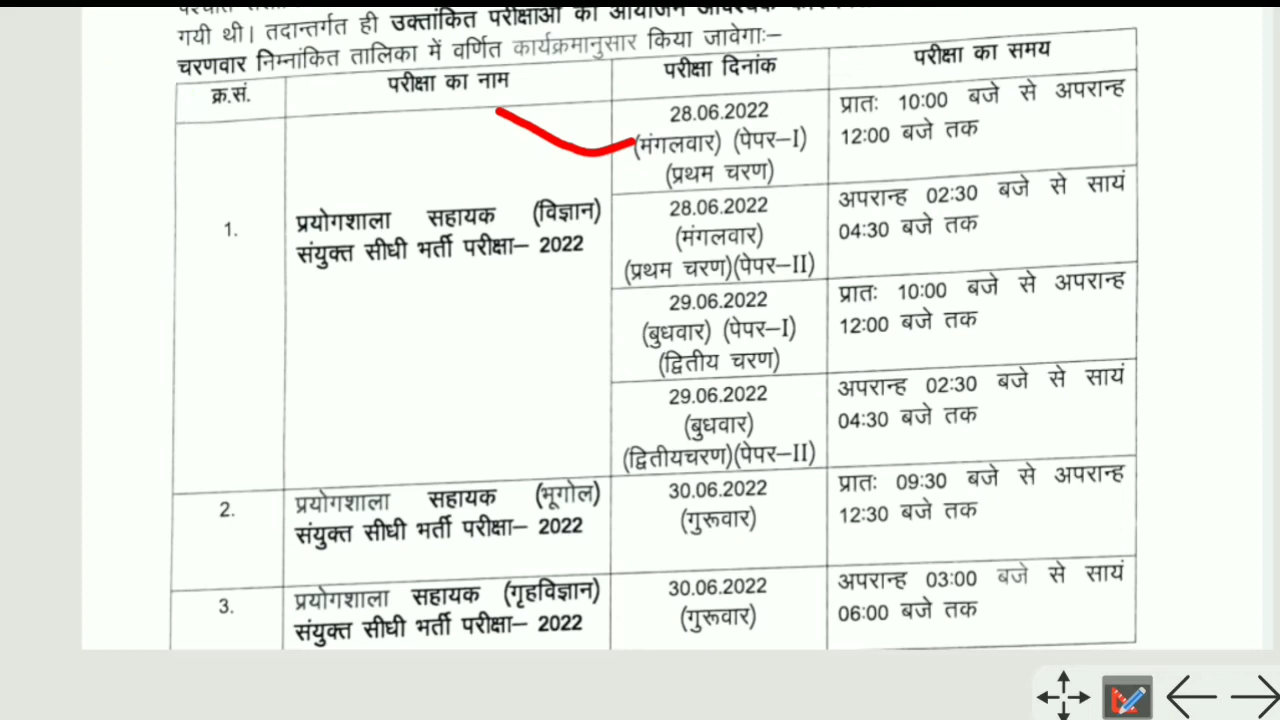 गयी थी। तदान्तर्गत ही उक्तांकित परीक्षाओं का आयोजन
चरणवार निम्नांकित तालिका में वर्णित कार्यक्रमानुसार किया जावेगाः–
क्र.सं.
परीक्षा का नाम
परीक्षा दिनांक
परीक्षा का समय
1.
प्रयोगशाला सहायक (विज्ञान)
संयुक्त सीधी भर्ती परीक्षा– 2022
28.06.2022
(मंगलवार) (पेपर–I)
(प्रथम चरण)
प्रातः 10:00 बजे से अपरान्ह
12:00 बजे तक
28.06.2022
(मंगलवार)
(प्रथम चरण)(पेपर–II)
अपरान्ह 02:30 बजे से सायं
04:30 बजे तक
29.06.2022
(बुधवार) (पेपर–I)
(द्वितीय चरण)
प्रातः 10:00 बजे से अपरान्ह
12:00 बजे तक
29.06.2022
(बुधवार)
(द्वितीयचरण)(पेपर–II)
अपरान्ह 02:30 बजे से सायं
04:30 बजे तक
2.
प्रयोगशाला सहायक (भूगोल)
संयुक्त सीधी भर्ती परीक्षा– 2022
30.06.2022
(गुरूवार)
प्रातः 09:30 बजे से अपरान्ह
12:30 बजे तक
3.
प्रयोगशाला सहायक (गृहविज्ञान)
संयुक्त सीधी भर्ती परीक्षा– 2022
30.06.2022
(गुरूवार)
अपरान्ह 03:00 बजे से सायं
06:00 बजे तक